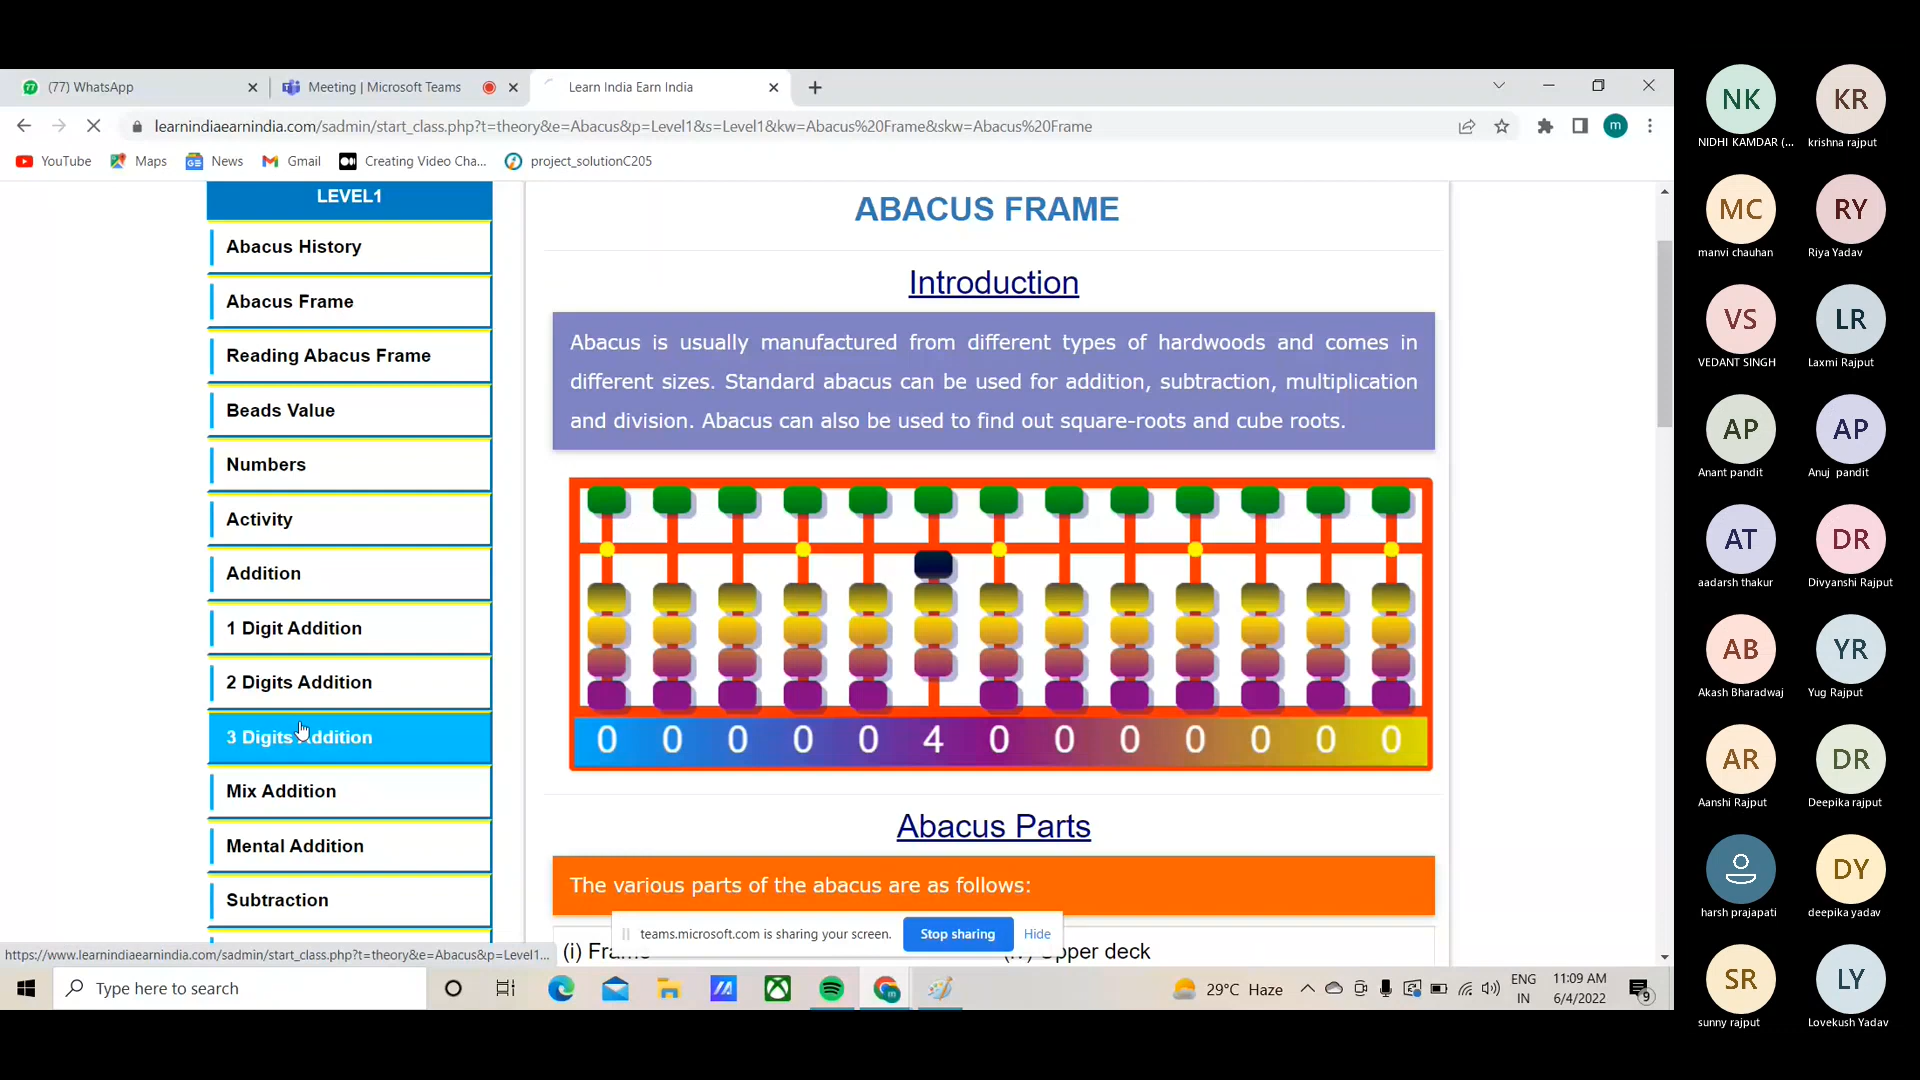 (77) WhatsApp
Meeting | Microsoft Teams
Learn India Earn India
learnindiaearnindia.com/sadmin/start_class.php?t=theory&e=Abacus&p=Level1&s=Level1&kw=Abacus%20Frame&skw=Abacus%20Frame
m
YouTube
Maps
News
Gmail
Creating Video Cha...
project_solutionC205
LEVEL1
Abacus History
Abacus Frame
Reading Abacus Frame
Beads Value
Numbers
Activity
Addition
1 Digit Addition
2 Digits Addition
3 Digits Addition
Mix Addition
Mental Addition
Subtraction
https://www.learnindiaearnindia.com/sadmin/start_class.php?t=theory&e=Abacus&p=Level1...
ABACUS FRAME
Introduction
Abacus is usually manufactured from different types of hardwoods and comes in
different sizes. Standard abacus can be used for addition, subtraction, multiplication
and division. Abacus can also be used to find out square-roots and cube roots.
0 0 0 0 0 4 0 0 0 0 0 0 0
Abacus Parts
The various parts of the abacus are as follows:
teams.microsoft.com is sharing your screen.
Stop sharing
Hide
(i) Frame
Upper deck
Type here to search
29°C Haze
ENG
IN
11:09 AM
6/4/2022
9
NK
NIDHI KAMDAR (...
KR
krishna rajput
MC
manvi chauhan
RY
Riya Yadav
VS
VEDANT SINGH
LR
Laxmi Rajput
AP
Anant pandit
AP
Anuj pandit
AT
aadarsh thakur
DR
Divyanshi Rajput
AB
Akash Bharadwaj
YR
Yug Rajput
AR
Aanshi Rajput
DR
Deepika rajput
harsh prajapati
DY
deepika yadav
SR
sunny rajput
LY
Lovekush Yadav